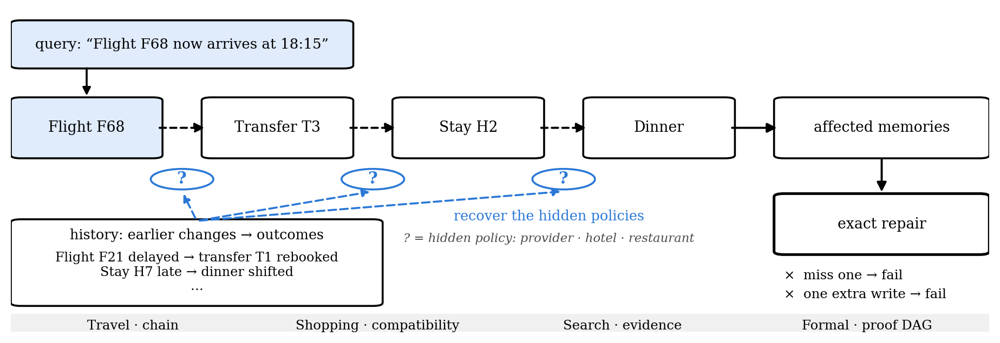 query: “Flight F68 now arrives at 18:15”
Flight F68
Transfer T3
Stay H2
Dinner
affected memories
?
?
?
recover the hidden policies
? = hidden policy: provider · hotel · restaurant
exact repair
history: earlier changes → outcomes
Flight F21 delayed → transfer T1 rebooked
Stay H7 late → dinner shifted
…
× miss one → fail
× one extra write → fail
Travel · chain
Shopping · compatibility
Search · evidence
Formal · proof DAG